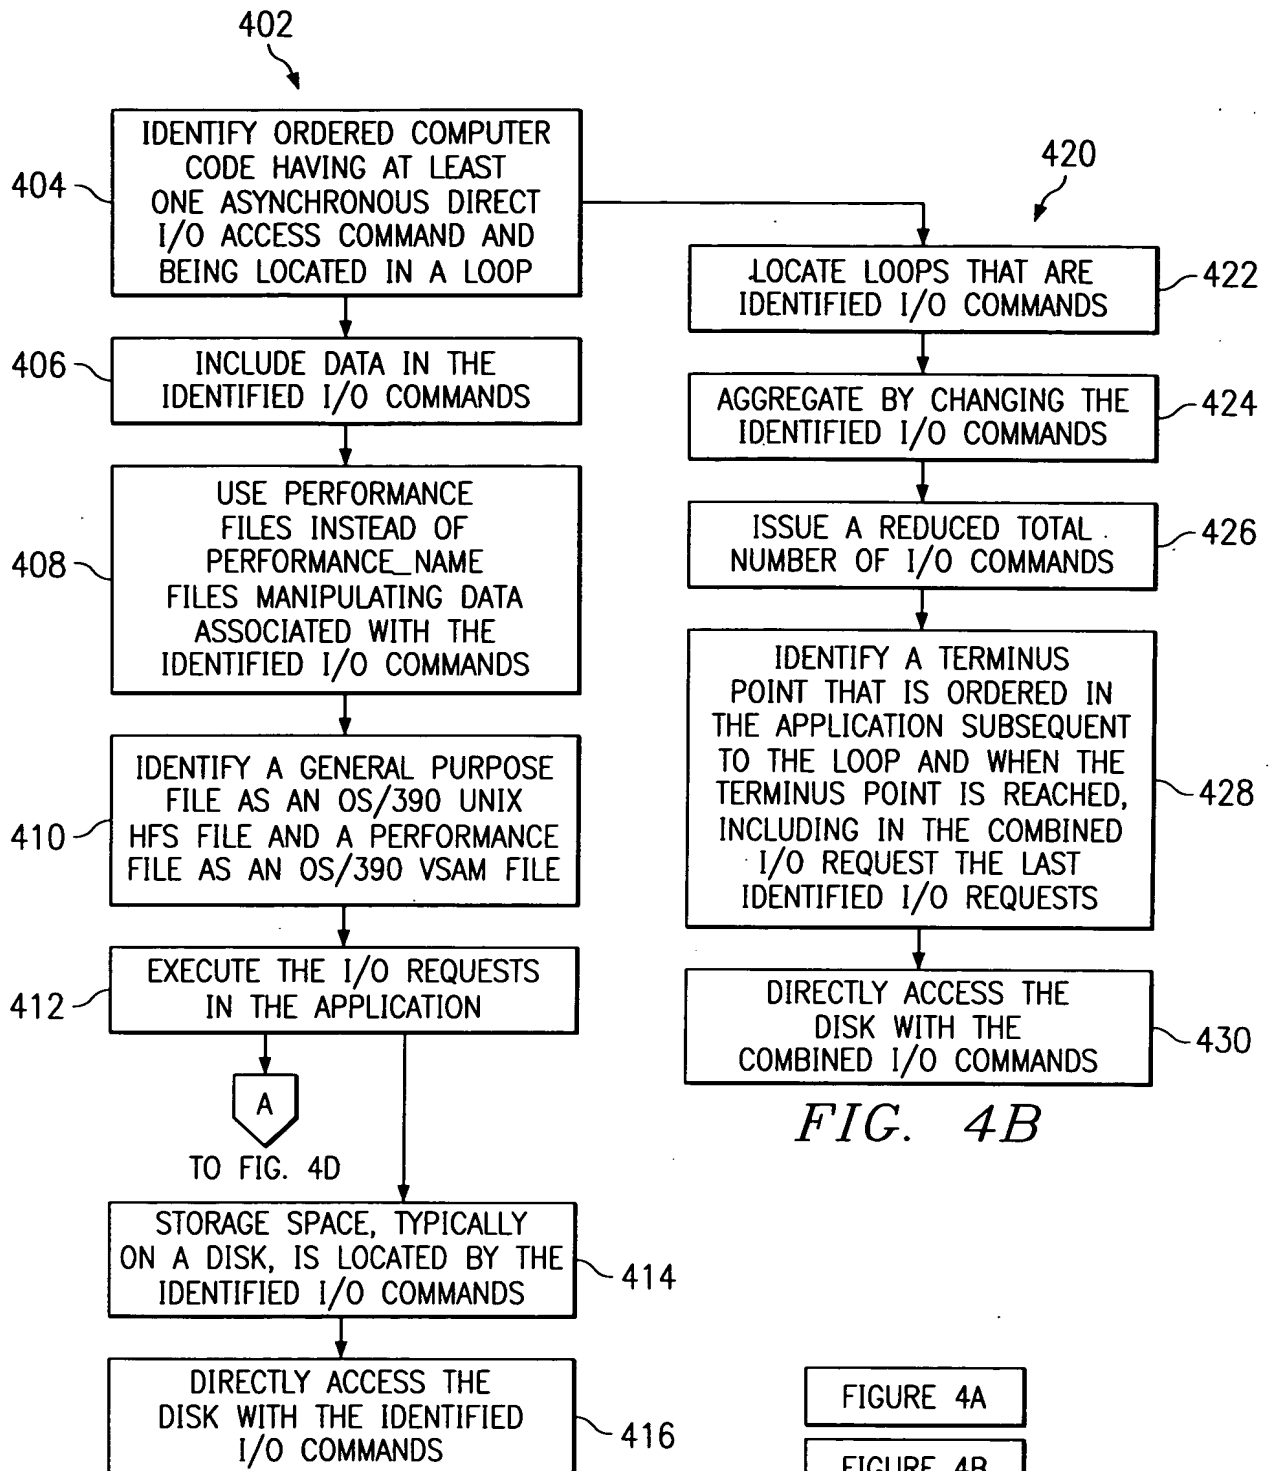 402
404
IDENTIFY ORDERED COMPUTER
CODE HAVING AT LEAST
ONE ASYNCHRONOUS DIRECT
I/O ACCESS COMMAND AND
BEING LOCATED IN A LOOP
406
INCLUDE DATA IN THE
IDENTIFIED I/O COMMANDS
408
USE PERFORMANCE
FILES INSTEAD OF
PERFORMANCE_NAME
FILES MANIPULATING DATA
ASSOCIATED WITH THE
IDENTIFIED I/O COMMANDS
410
IDENTIFY A GENERAL PURPOSE
FILE AS AN OS/390 UNIX
HFS FILE AND A PERFORMANCE
FILE AS AN OS/390 VSAM FILE
412
EXECUTE THE I/O REQUESTS
IN THE APPLICATION
A
TO FIG. 4D
STORAGE SPACE, TYPICALLY
ON A DISK, IS LOCATED BY THE
IDENTIFIED I/O COMMANDS
414
DIRECTLY ACCESS THE
DISK WITH THE IDENTIFIED
I/O COMMANDS
416
420
LOCATE LOOPS THAT ARE
IDENTIFIED I/O COMMANDS
422
AGGREGATE BY CHANGING THE
IDENTIFIED I/O COMMANDS
424
ISSUE A REDUCED TOTAL
NUMBER OF I/O COMMANDS
426
IDENTIFY A TERMINUS
POINT THAT IS ORDERED IN
THE APPLICATION SUBSEQUENT
TO THE LOOP AND WHEN THE
TERMINUS POINT IS REACHED,
INCLUDING IN THE COMBINED
I/O REQUEST THE LAST
IDENTIFIED I/O REQUESTS
428
DIRECTLY ACCESS THE
DISK WITH THE
COMBINED I/O COMMANDS
430
FIG. 4B
FIGURE 4A
FIGURE 4B